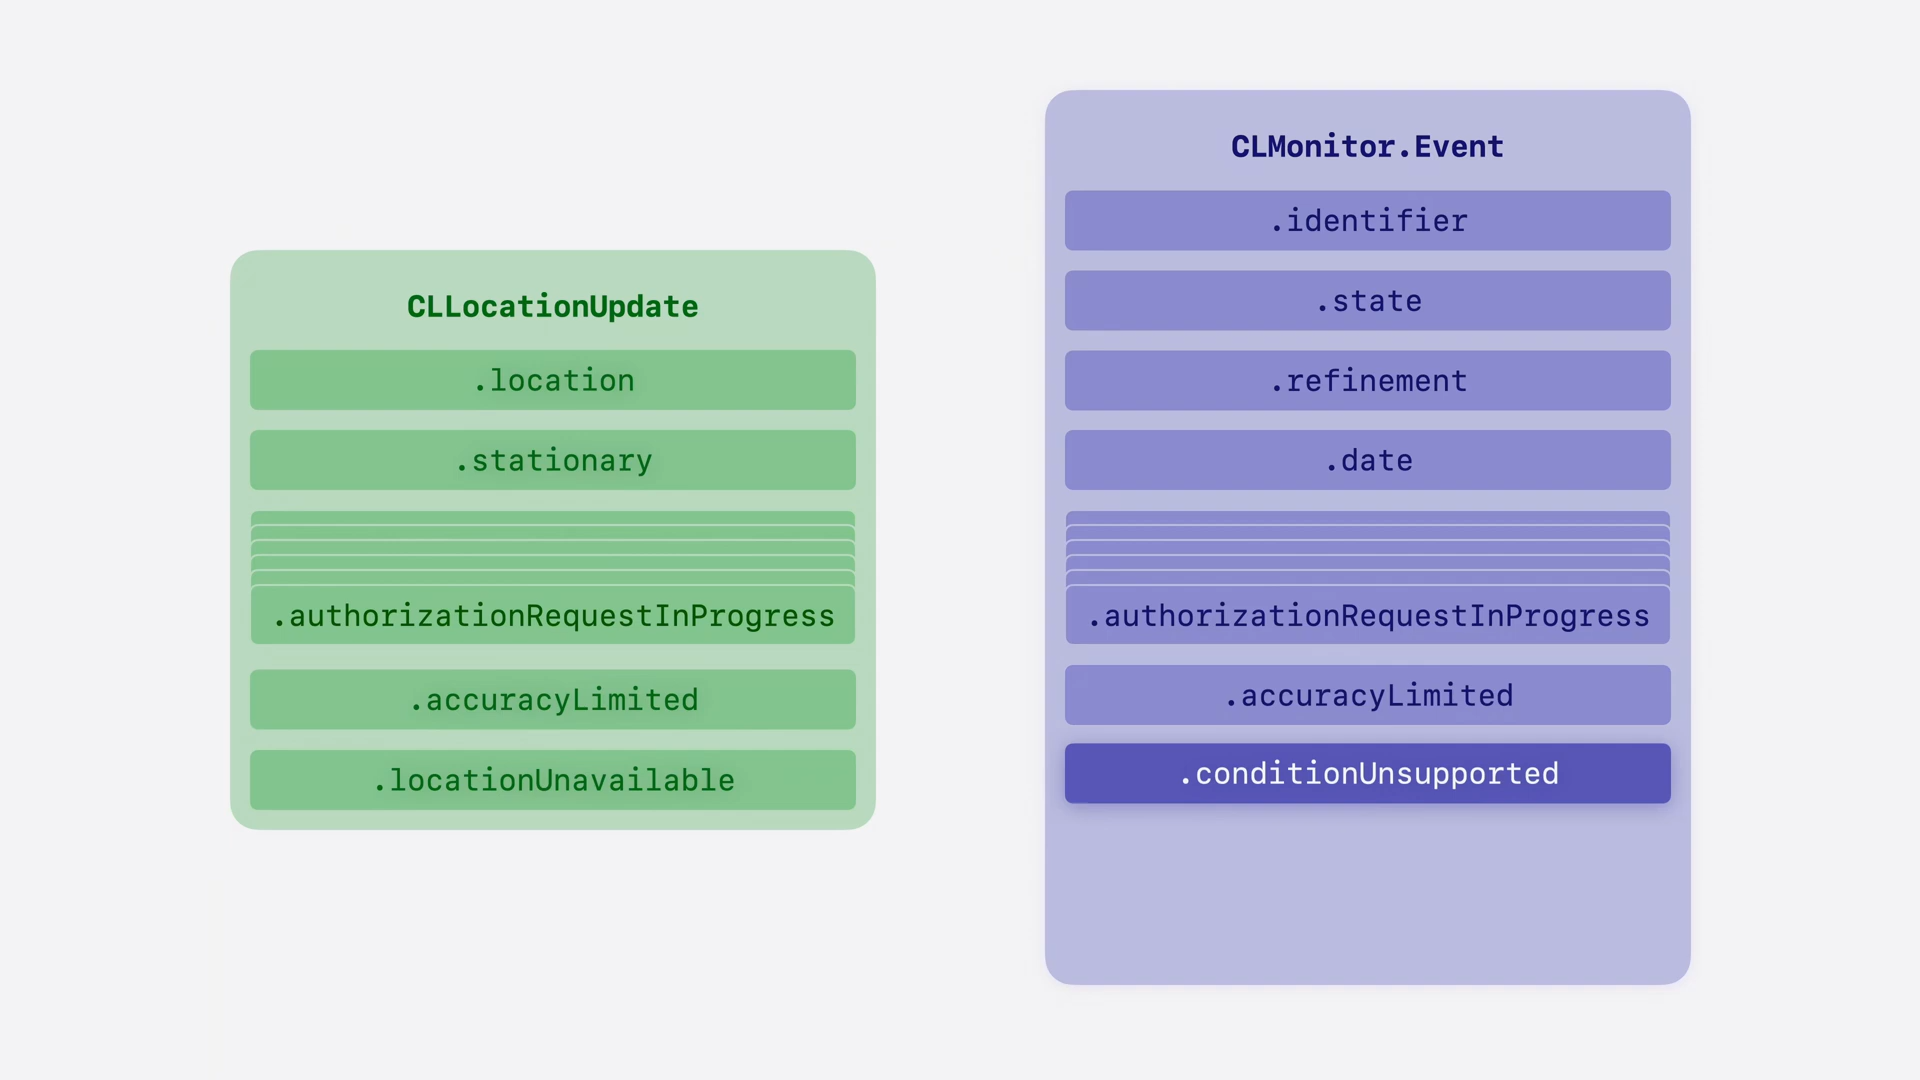 CLLocationUpdate
.location
.stationary
.authorizationRequestInProgress
.accuracyLimited
.locationUnavailable
CLMonitor.Event
.identifier
.state
.refinement
.date
.authorizationRequestInProgress
.accuracyLimited
.conditionUnsupported